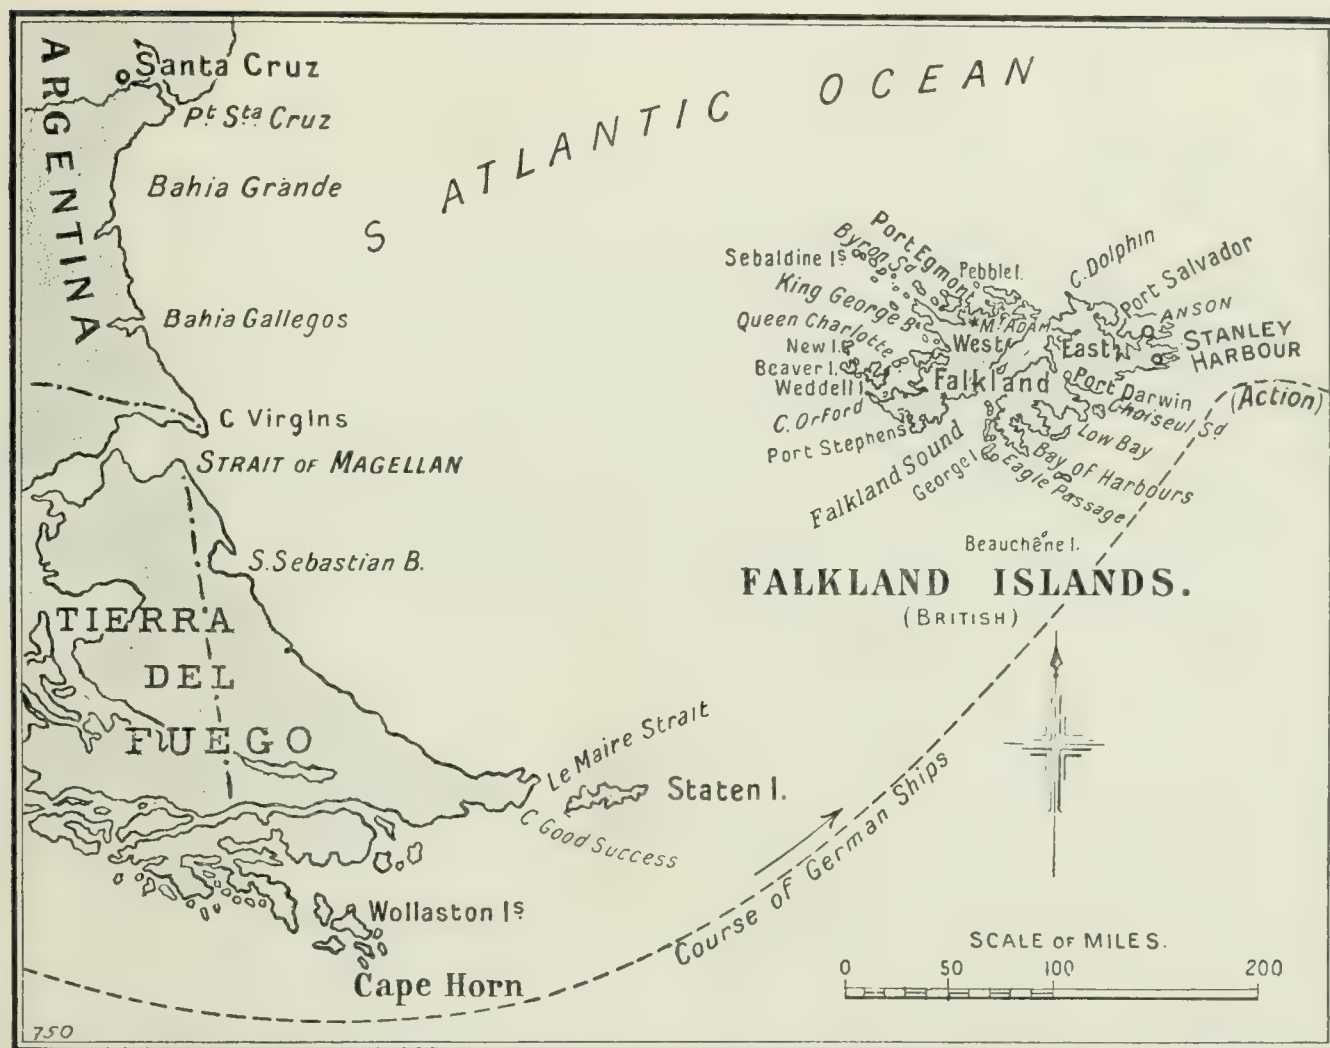 ARGENTINA
Santa Cruz
Pt. Sta Cruz
Bahia Grande
S ATLANTIC OCEAN
Bahia Gallegos
C Virgins
STRAIT OF MAGELLAN
S. Sebastian B.
TIERRA
DEL
FUEGO
Le Maire Strait
Staten I.
C Good Success
Wollaston Is.
Cape Horn
Port Egmont
Byron Sd.
Sebaldine Is.
King George B.
Queen Charlotte B.
New I.
Beaver I.
Weddell I.
C. Orford
Port Stephens
Falkland Sound
George I.
Pebble I.
Mt. ADAM
West
East
Falkland
C. Dolphin
Port Salvador
ANSON
STANLEY
HARBOUR
Port Darwin
Choiseul Sd.
Low Bay
Bay of Harbours
Eagle Passage
(Action)
Beauchêne I.
FALKLAND ISLANDS.
(BRITISH)
Course of German Ships
SCALE OF MILES.
0 50 100 200
750